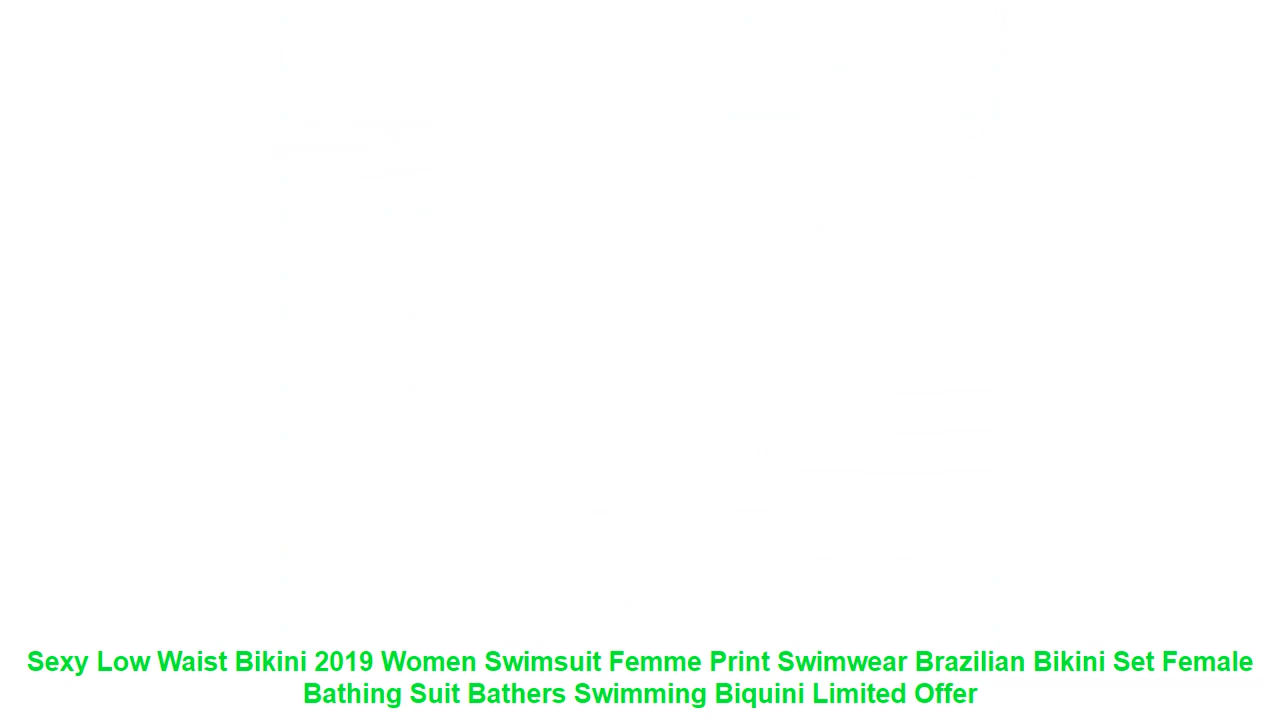 Sexy Low Waist Bikini 2019 Women Swimsuit Femme Print Swimwear Brazilian Bikini Set Female
Bathing Suit Bathers Swimming Biquini Limited Offer